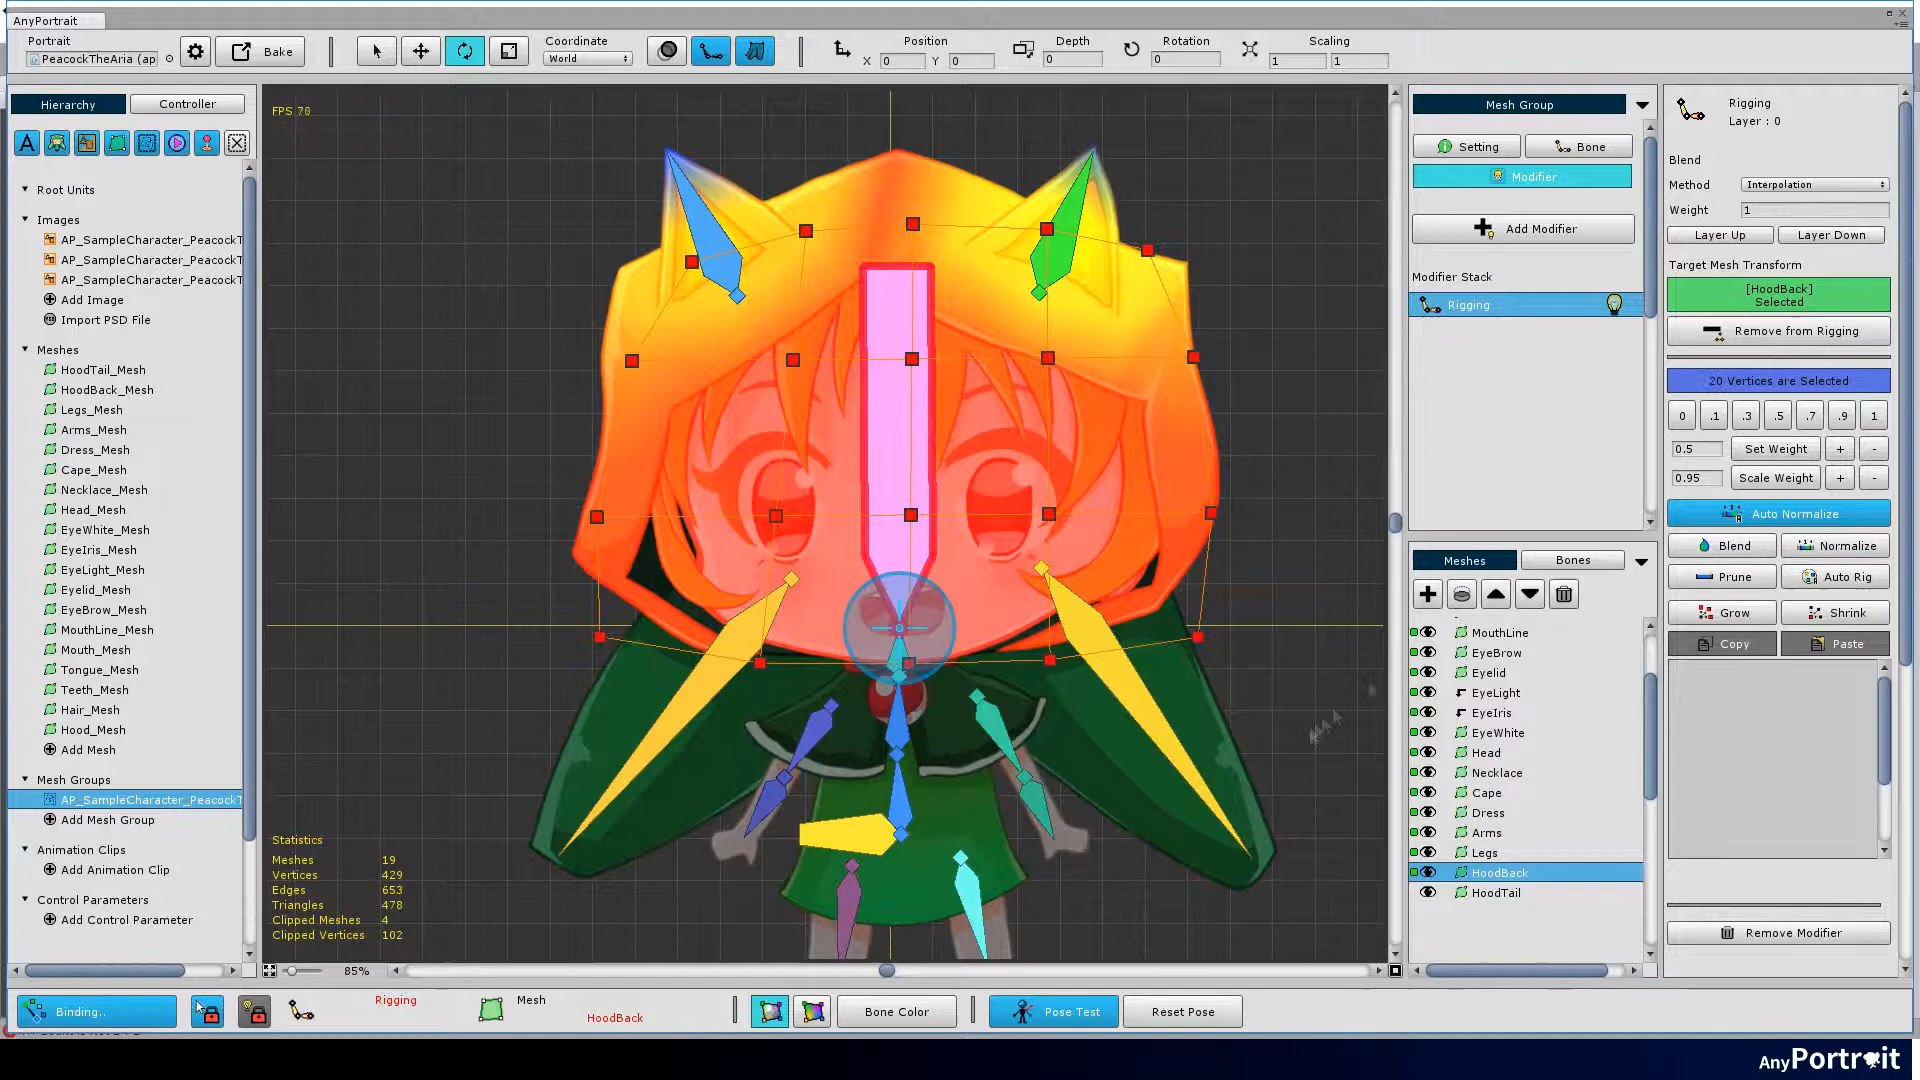 AnyPortrait
Portrait
PeacockTheAria (ap
Bake
Coordinate
World
Position
X 0 Y 0
Depth
0
Rotation
0
Scaling
1 1
Hierarchy
Controller
Root Units
Images
AP_SampleCharacter_PeacockT
AP_SampleCharacter_PeacockT
AP_SampleCharacter_PeacockT
Add Image
Import PSD File
Meshes
HoodTail_Mesh
HoodBack_Mesh
Legs_Mesh
Arms_Mesh
Dress_Mesh
Cape_Mesh
Necklace_Mesh
Head_Mesh
EyeWhite_Mesh
EyeIris_Mesh
EyeLight_Mesh
Eyelid_Mesh
EyeBrow_Mesh
MouthLine_Mesh
Mouth_Mesh
Tongue_Mesh
Teeth_Mesh
Hair_Mesh
Hood_Mesh
Add Mesh
Mesh Groups
AP_SampleCharacter_PeacockT
Add Mesh Group
Animation Clips
Add Animation Clip
Control Parameters
Add Control Parameter
FPS 76
Statistics
Meshes 19
Vertices 429
Edges 653
Triangles 478
Clipped Meshes 4
Clipped Vertices 102
85%
Mesh Group
Setting
Bone
Modifier
Add Modifier
Modifier Stack
Rigging
Meshes
Bones
MouthLine
EyeBrow
Eyelid
EyeLight
EyeIris
EyeWhite
Head
Necklace
Cape
Dress
Arms
Legs
HoodBack
HoodTail
Rigging
Layer : 0
Blend
Method Interpolation
Weight 1
Layer Up
Layer Down
Target Mesh Transform
[HoodBack]
Selected
Remove from Rigging
20 Vertices are Selected
0 .1 .3 .5 .7 .9 1
0.5 Set Weight + -
0.95 Scale Weight + -
Auto Normalize
Blend
Normalize
Prune
Auto Rig
Grow
Shrink
Copy
Paste
Remove Modifier
Binding..
Rigging
Mesh
HoodBack
Bone Color
Pose Test
Reset Pose
AnyPortrait